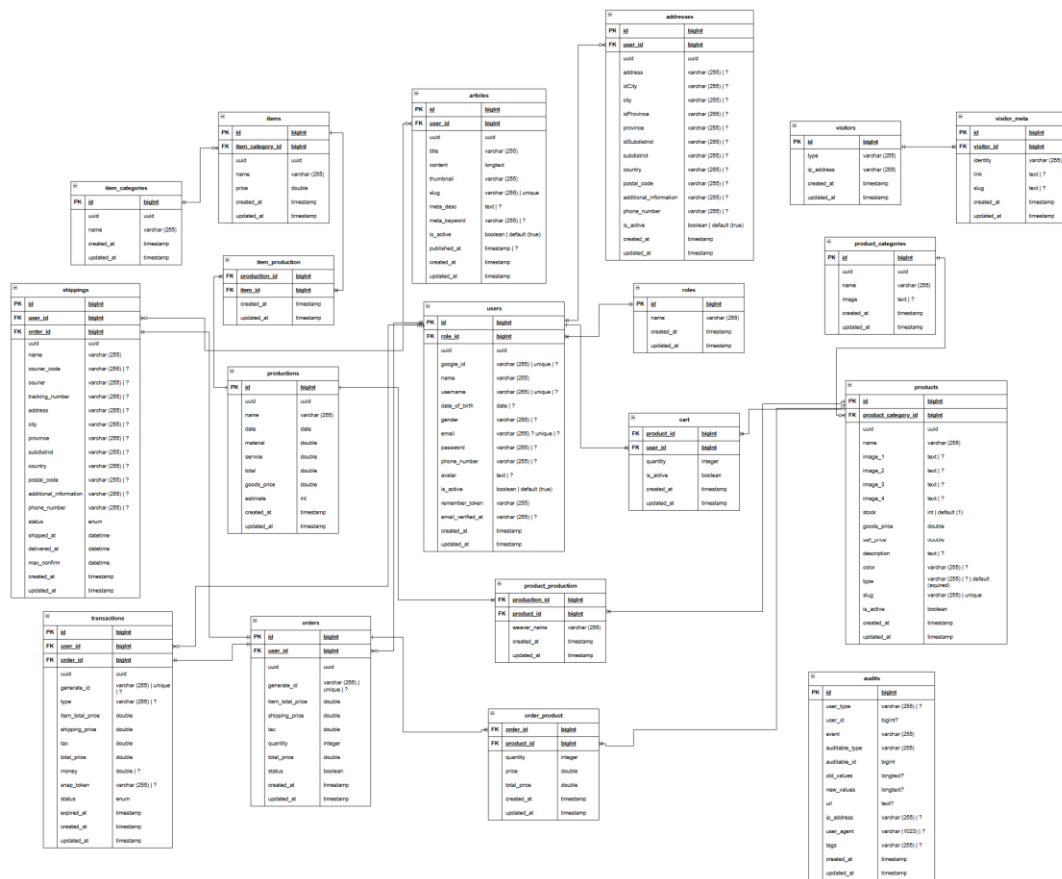 addresses
PK id bigInt
FK user_id bigInt
uuid uuid
address varchar (255) | ?
idCity varchar (255) | ?
city varchar (255) | ?
idProvince varchar (255) | ?
province varchar (255) | ?
idSubdistrict varchar (255) | ?
subdistrict varchar (255) | ?
country varchar (255) | ?
postal_code varchar (255) | ?
additional_information varchar (255) | ?
phone_number varchar (255) | ?
is_active boolean | default (true)
created_at timestamp
updated_at timestamp
articles
PK id bigInt
FK user_id bigInt
uuid uuid
title varchar (255)
content longtext
thumbnail varchar (255)
slug varchar (255) | unique
meta_desc text | ?
meta_keyword varchar (255) | ?
is_active boolean | default (true)
published_at timestamp | ?
created_at timestamp
updated_at timestamp
items
PK id bigInt
FK item_category_id bigInt
uuid uuid
name varchar (255)
price double
created_at timestamp
updated_at timestamp
visitors
PK id bigInt
type varchar (255)
ip_address varchar (255)
created_at timestamp
updated_at timestamp
visitor_meta
PK id bigInt
FK visitor_id bigInt
identity varchar (255)
link text | ?
slug text | ?
created_at timestamp
updated_at timestamp
item_categories
PK id bigInt
uuid uuid
name varchar (255)
created_at timestamp
updated_at timestamp
product_categories
PK id bigInt
uuid uuid
name varchar (255)
image text | ?
created_at timestamp
updated_at timestamp
item_production
FK production_id bigInt
FK item_id bigInt
created_at timestamp
updated_at timestamp
shippings
PK id bigInt
FK user_id bigInt
FK order_id bigInt
uuid uuid
name varchar (255)
courier_code varchar (255) | ?
courier varchar (255) | ?
tracking_number varchar (255) | ?
address varchar (255) | ?
city varchar (255) | ?
province varchar (255) | ?
subdistrict varchar (255) | ?
country varchar (255) | ?
postal_code varchar (255) | ?
additional_information varchar (255) | ?
phone_number varchar (255) | ?
status enum
shipped_at datetime
delivered_at datetime
max_confirm datetime
created_at timestamp
updated_at timestamp
roles
PK id bigInt
name varchar (255)
created_at timestamp
updated_at timestamp
users
PK id bigInt
FK role_id bigInt
uuid uuid
google_id varchar (255) | unique | ?
name varchar (255)
username varchar (255) | unique | ?
date_of_birth date | ?
gender varchar (255) | ?
email varchar (255) ? unique | ?
password varchar (255) | ?
phone_number varchar (255) | ?
avatar text | ?
is_active boolean | default (true)
remember_token varchar (255)
email_verified_at varchar (255) | ?
created_at timestamp
updated_at timestamp
productions
PK id bigInt
uuid uuid
name varchar (255)
date date
material double
service double
total double
goods_price double
estimate int
created_at timestamp
updated_at timestamp
products
PK id bigInt
FK product_category_id bigInt
uuid uuid
name varchar (255)
image_1 text | ?
image_2 text | ?
image_3 text | ?
image_4 text | ?
stock int | default (1)
goods_price double
sell_price double
description text | ?
color varchar (255) | ?
type varchar (255) | ? | default
(aquired)
slug varchar (255) | unique
is_active boolean
created_at timestamp
updated_at timestamp
cart
FK product_id bigInt
FK user_id bigInt
quantity integer
is_active boolean
created_at timestamp
updated_at timestamp
product_production
FK production_id bigInt
FK product_id bigInt
weaver_name varchar (255)
created_at timestamp
updated_at timestamp
transactions
PK id bigInt
FK user_id bigInt
FK order_id bigInt
uuid uuid
generate_id varchar (255) | unique
| ?
type varchar (255) | ?
item_total_price double
shipping_price double
tax double
total_price double
money double | ?
snap_token varchar (255) | ?
status enum
expired_at timestamp
created_at timestamp
updated_at timestamp
orders
PK id bigInt
FK user_id bigInt
uuid uuid
generate_id varchar (255) |
unique | ?
item_total_price double
shipping_price double
tax double
quantity integer
total_price double
status boolean
created_at timestamp
updated_at timestamp
order_product
FK order_id bigInt
FK product_id bigInt
quantity integer
price double
total_price double
created_at timestamp
updated_at timestamp
audits
PK id bigInt
user_type varchar (255) | ?
user_id bigInt?
event varchar (255)
auditable_type varchar (255)
auditable_id bigInt
old_values longtext?
new_values longtext?
url text?
ip_address varchar (255) | ?
user_agent varchar (1023) | ?
tags varchar (255) | ?
created_at timestamp
updated_at timestamp